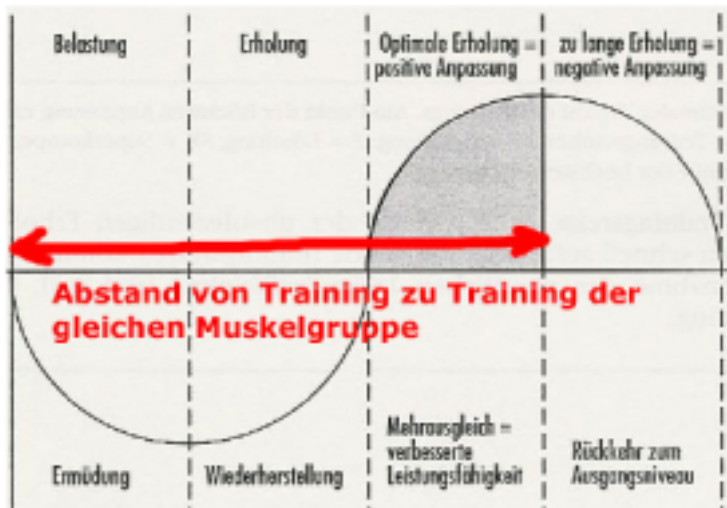 Belastung
Erholung
Optimale Erholung =
positive Anpassung
zu lange Erholung =
negative Anpassung
Abstand von Training zu Training der
gleichen Muskelgruppe
Ermüdung
Wiederherstellung
Mehrausgleich =
verbesserte
Leistungsfähigkeit
Rückkehr zum
Ausgangsniveau